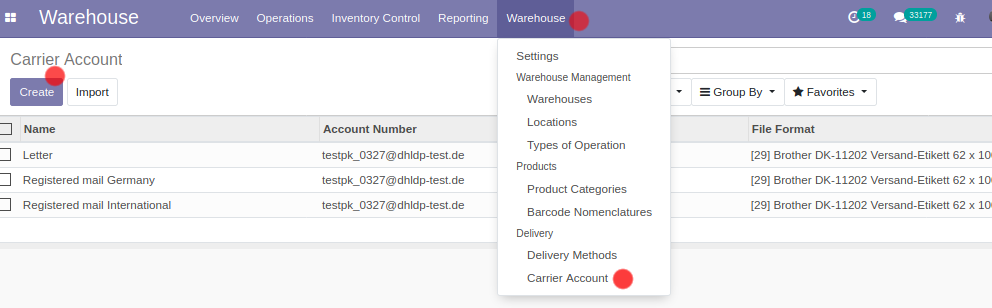 Warehouse Overview Operations Inventory Control Reporting Warehouse 18 33177
Carrier Account
Create Import
Group By Favorites
Settings
Warehouse Management
Warehouses
Locations
Types of Operation
Products
Product Categories
Barcode Nomenclatures
Delivery
Delivery Methods
Carrier Account
Name Account Number File Format
Letter testpk_0327@dhldp-test.de [29] Brother DK-11202 Versand-Etikett 62 x 10
Registered mail Germany testpk_0327@dhldp-test.de [29] Brother DK-11202 Versand-Etikett 62 x 10
Registered mail International testpk_0327@dhldp-test.de [29] Brother DK-11202 Versand-Etikett 62 x 10